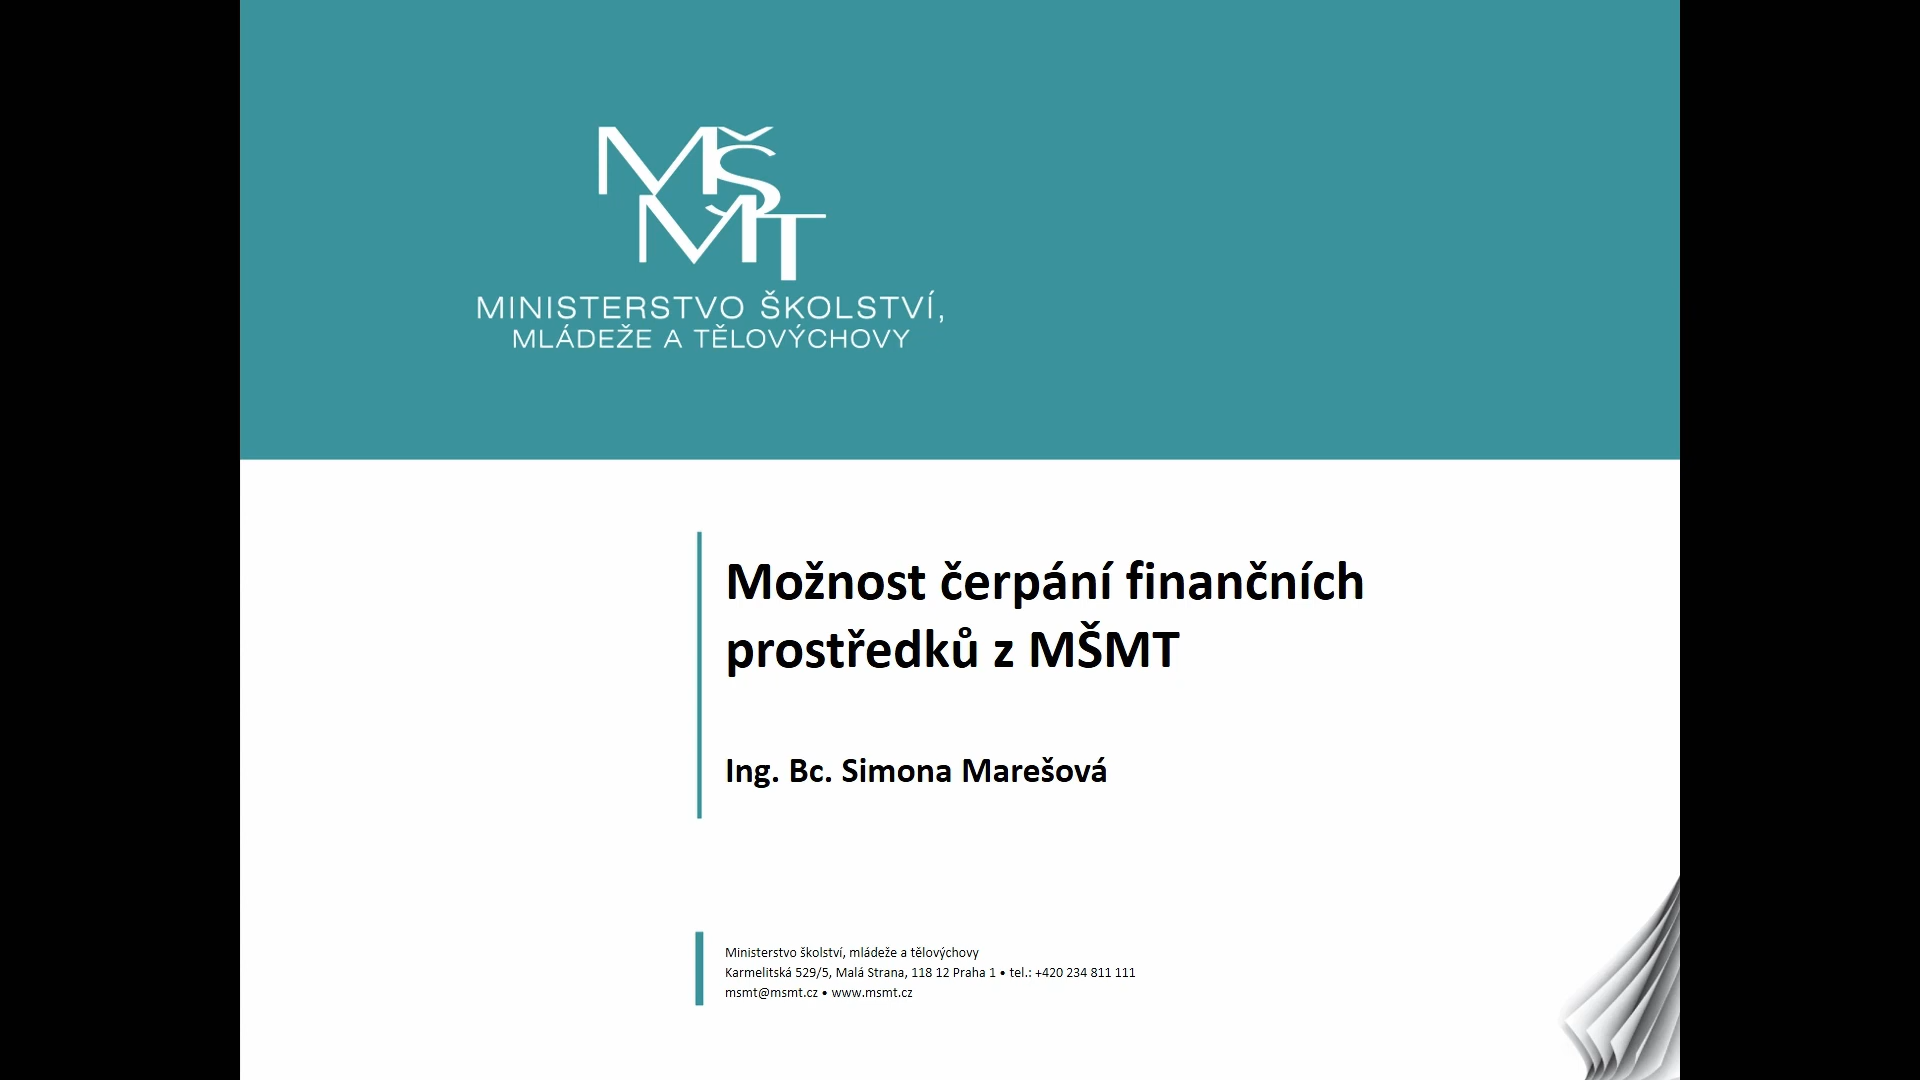 MŠMT
MINISTERSTVO ŠKOLSTVÍ,
MLÁDEŽE A TĚLOVÝCHOVY
Možnost čerpání finančních
prostředků z MŠMT
Ing. Bc. Simona Marešová
Ministerstvo školství, mládeže a tělovýchovy
Karmelitská 529/5, Malá Strana, 118 12 Praha 1 • tel.: +420 234 811 111
msmt@msmt.cz • www.msmt.cz